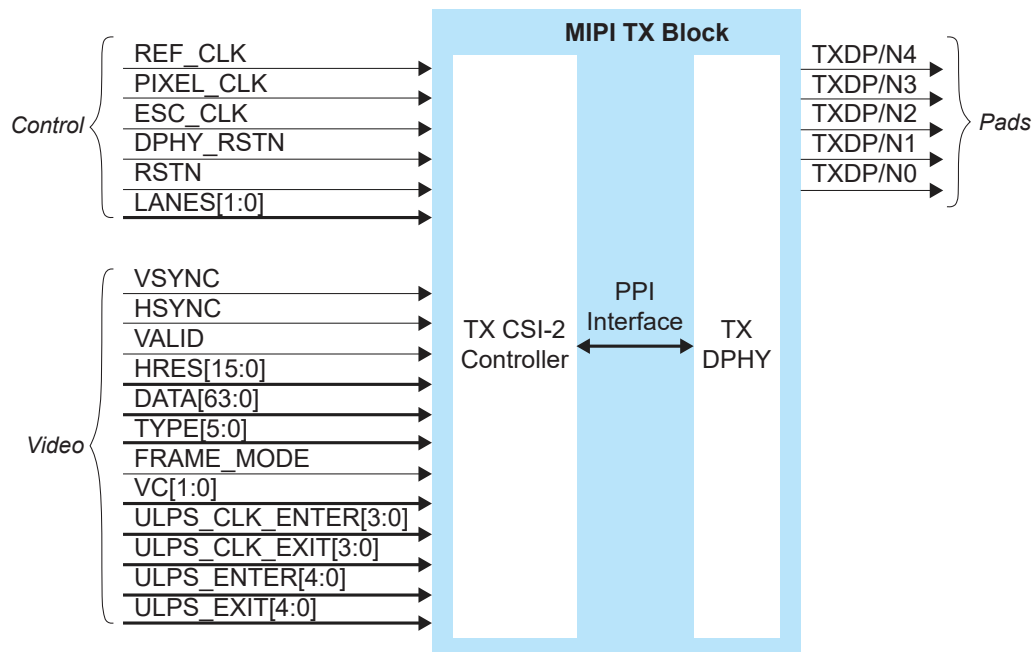 MIPI TX Block
Control
REF_CLK
PIXEL_CLK
ESC_CLK
DPHY_RSTN
RSTN
LANES[1:0]
Video
VSYNC
HSYNC
VALID
HRES[15:0]
DATA[63:0]
TYPE[5:0]
FRAME_MODE
VC[1:0]
ULPS_CLK_ENTER[3:0]
ULPS_CLK_EXIT[3:0]
ULPS_ENTER[4:0]
ULPS_EXIT[4:0]
TX CSI-2
Controller
PPI
Interface
TX
DPHY
TXDP/N4
TXDP/N3
TXDP/N2
TXDP/N1
TXDP/N0
Pads